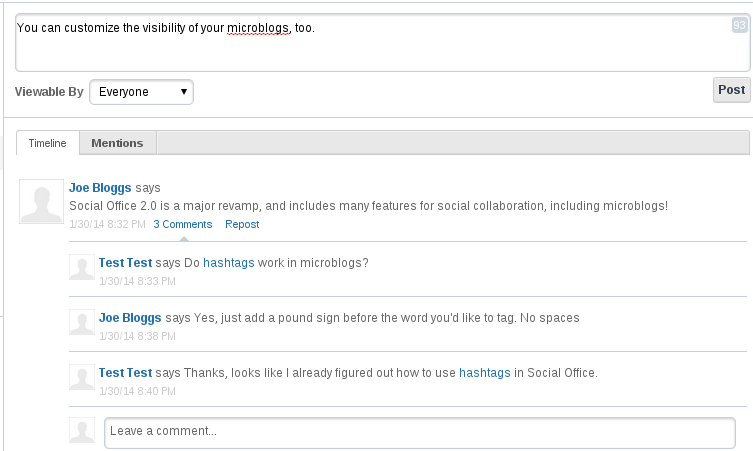 You can customize the visibility of your microblogs, too.
93
Viewable By Everyone
Post
Timeline Mentions
Joe Bloggs says
Social Office 2.0 is a major revamp, and includes many features for social collaboration, including microblogs!
1/30/14 8:32 PM 3 Comments Repost
Test Test says Do hashtags work in microblogs?
1/30/14 8:33 PM
Joe Bloggs says Yes, just add a pound sign before the word you'd like to tag. No spaces
1/30/14 8:38 PM
Test Test says Thanks, looks like I already figured out how to use hashtags in Social Office.
1/30/14 8:40 PM
Leave a comment...